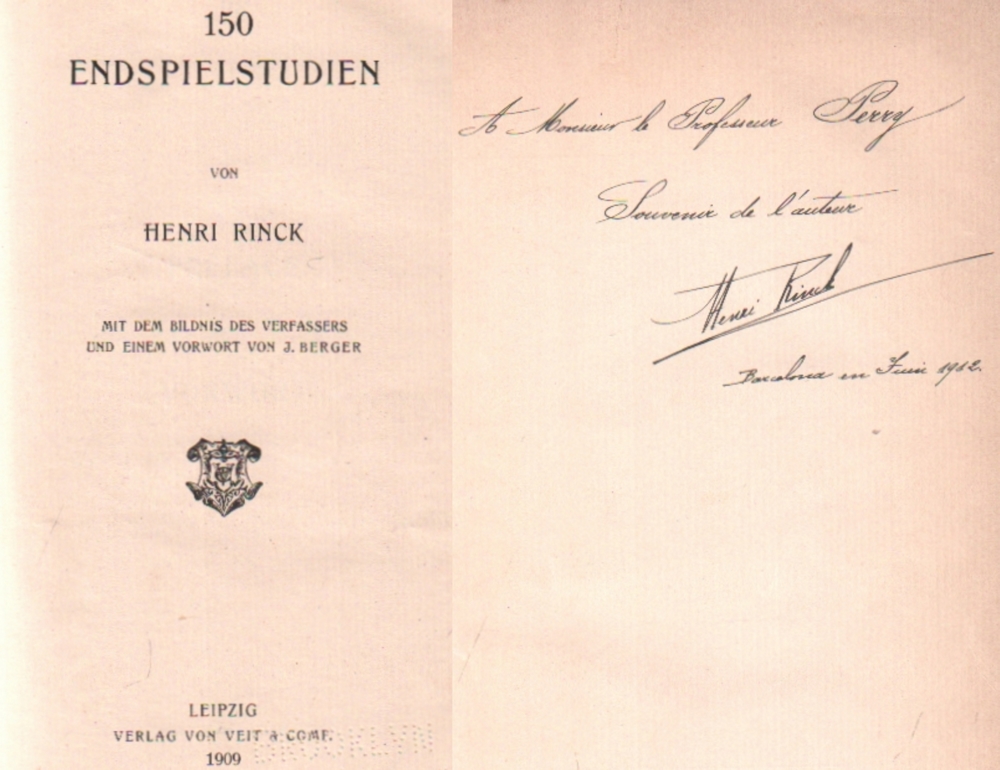 150
ENDSPIELSTUDIEN
VON
HENRI RINCK
MIT DEM BILDNIS DES VERFASSERS
UND EINEM VORWORT VON J. BERGER
LEIPZIG
VERLAG VON VEIT & COMP.
BROOKLYN
1909
A Monsieur le Professeur Perry
Souvenir de l'auteur
Henri Rinck
Barcelona en Juin 1912.